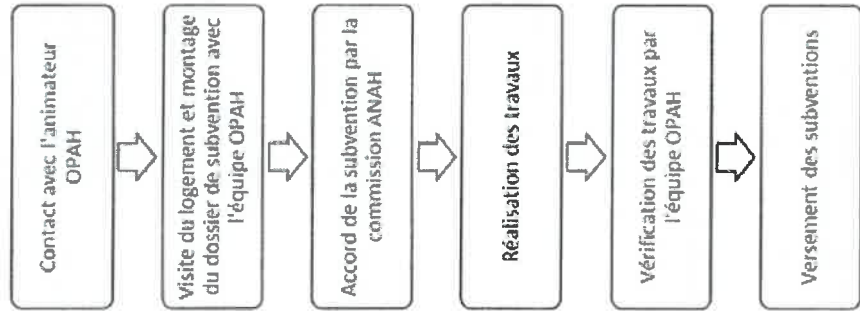 Contact avec l'animateur
OPAH
Visite du logement et montage
du dossier de subvention avec
l'équipe OPAH
Accord de la subvention par la
commission ANAH
Réalisation des travaux
Vérification des travaux par
l'équipe OPAH
Versement des subventions